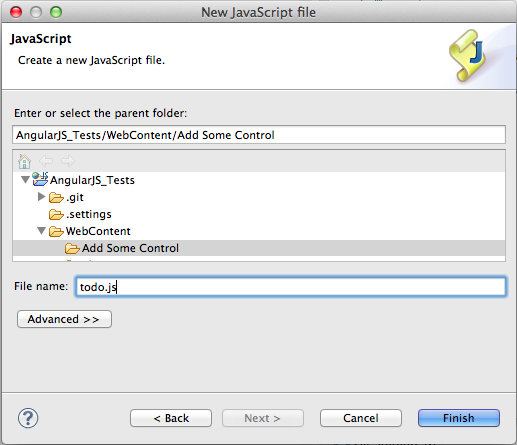 New JavaScript file
JavaScript
Create a new JavaScript file.
Enter or select the parent folder:
AngularJS_Tests/WebContent/Add Some Control
AngularJS_Tests
.git
.settings
WebContent
Add Some Control
File name: todo.js
Advanced >>
? < Back Next > Cancel Finish